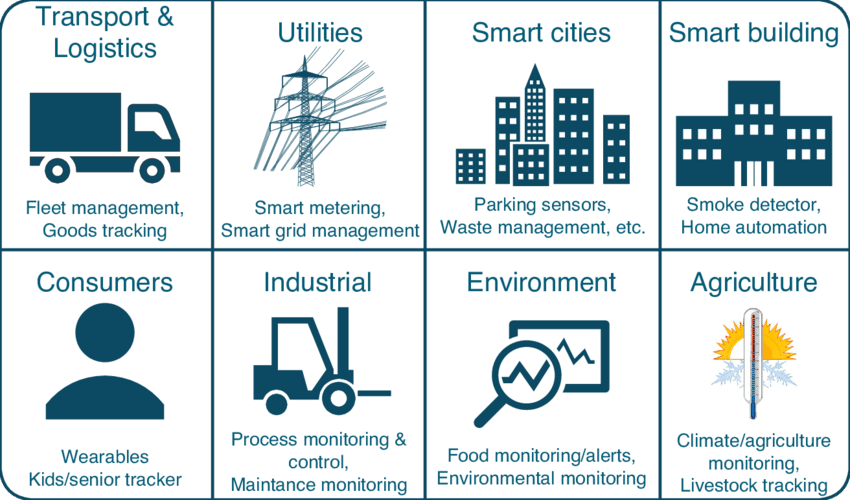 Transport &
Logistics
Fleet management,
Goods tracking
Utilities
Smart metering,
Smart grid management
Smart cities
Parking sensors,
Waste management, etc.
Smart building
Smoke detector,
Home automation
Consumers
Wearables
Kids/senior tracker
Industrial
Process monitoring &
control,
Maintance monitoring
Environment
Food monitoring/alerts,
Environmental monitoring
Agriculture
Climate/agriculture
monitoring,
Livestock tracking